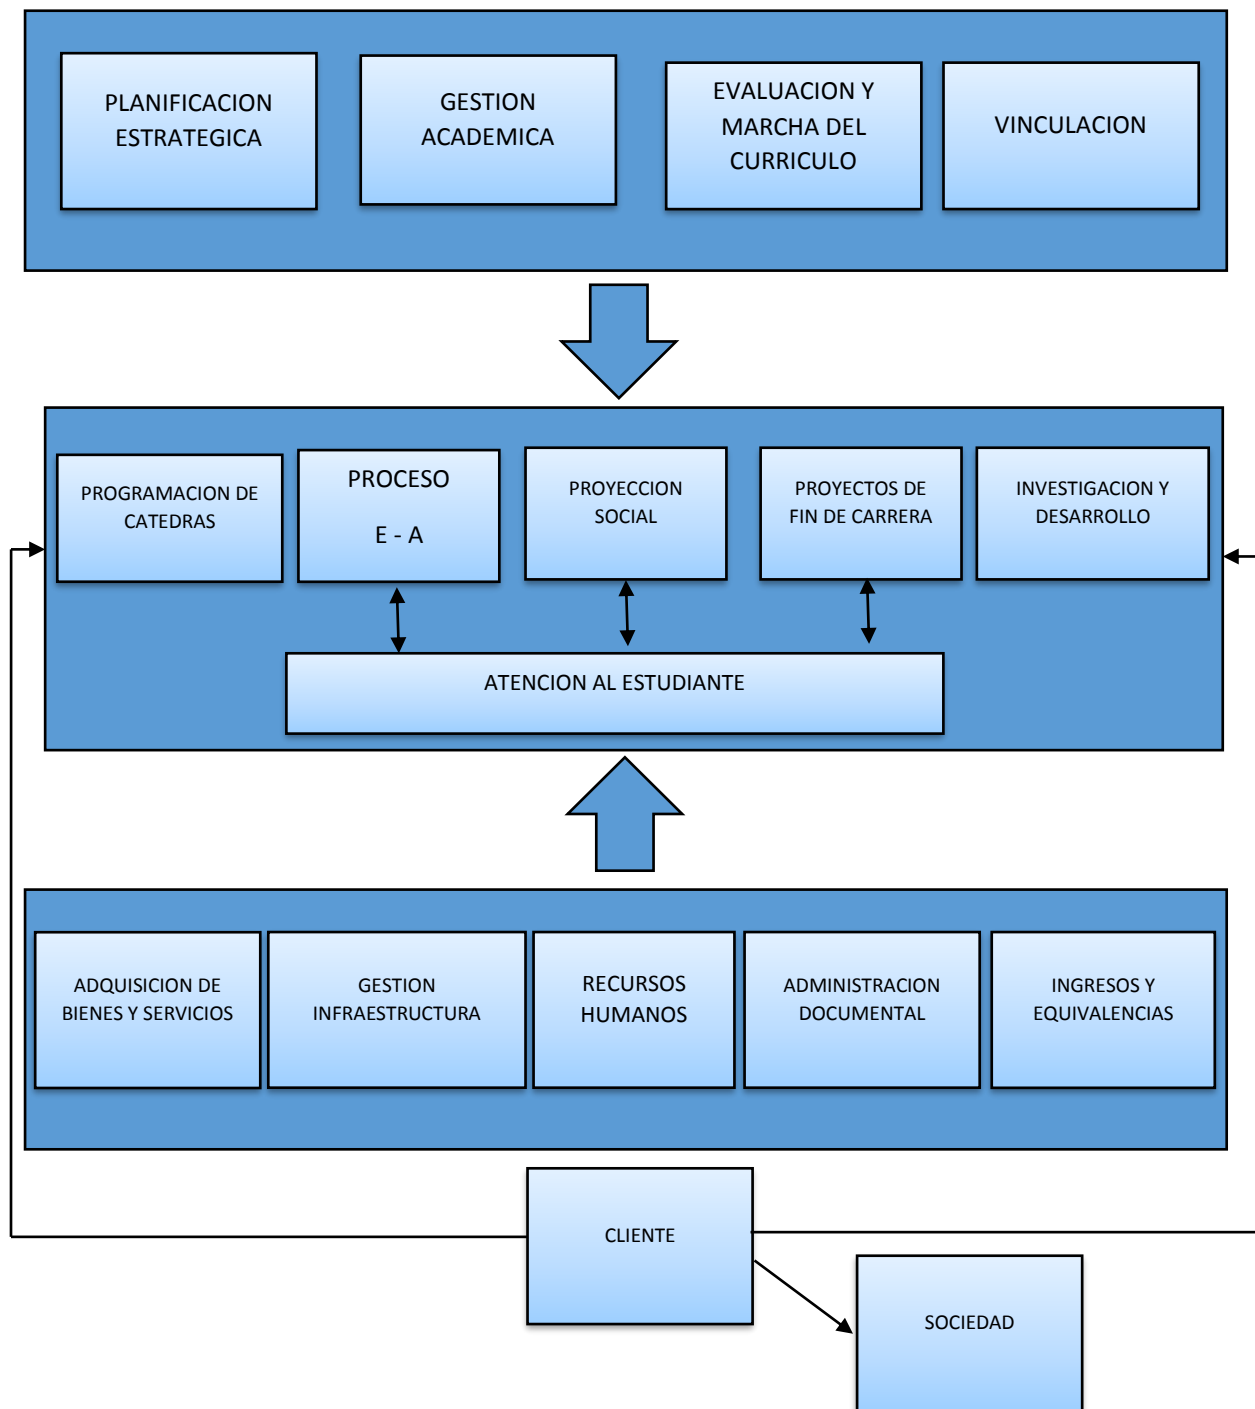 PLANIFICACION
ESTRATEGICA
GESTION
ACADEMICA
EVALUACION Y
MARCHA DEL
CURRICULO
VINCULACION
PROGRAMACION DE
CATEDRAS
PROCESO
E - A
PROYECCION
SOCIAL
PROYECTOS DE
FIN DE CARRERA
INVESTIGACION Y
DESARROLLO
ATENCION AL ESTUDIANTE
ADQUISICION DE
BIENES Y SERVICIOS
GESTION
INFRAESTRUCTURA
RECURSOS
HUMANOS
ADMINISTRACION
DOCUMENTAL
INGRESOS Y
EQUIVALENCIAS
CLIENTE
SOCIEDAD